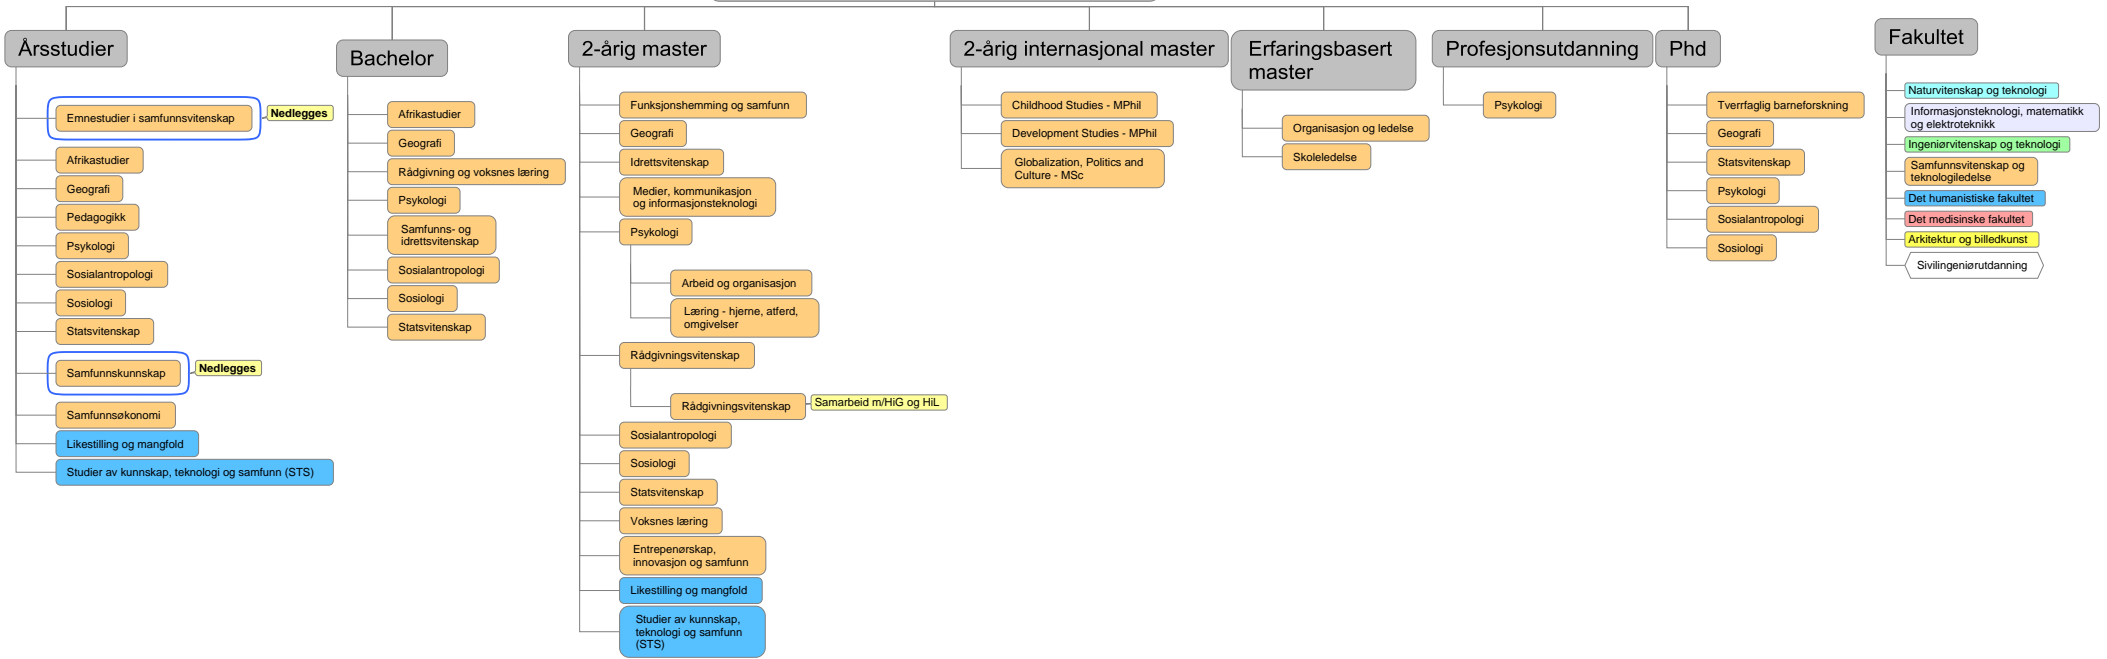 Årsstudier
Emnestudier i samfunnsvitenskap
Nedlegges
Afrikastudier
Geografi
Pedagogikk
Psykologi
Sosialantropologi
Sosiologi
Statsvitenskap
Samfunnskunnskap
Nedlegges
Samfunnsøkonomi
Likestilling og mangfold
Studier av kunnskap, teknologi og samfunn (STS)
Bachelor
Afrikastudier
Geografi
Rådgivning og voksnes læring
Psykologi
Samfunns- og
idrettsvitenskap
Sosialantropologi
Sosiologi
Statsvitenskap
2-årig master
Funksjonshemming og samfunn
Geografi
Idrettsvitenskap
Medier, kommunikasjon
og informasjonsteknologi
Psykologi
Arbeid og organisasjon
Læring - hjerne, atferd,
omgivelser
Rådgivningsvitenskap
Rådgivningsvitenskap
Samarbeid m/HiG og HiL
Sosialantropologi
Sosiologi
Statsvitenskap
Voksnes læring
Entrepenørskap,
innovasjon og samfunn
Likestilling og mangfold
Studier av kunnskap,
teknologi og samfunn
(STS)
2-årig internasjonal master
Childhood Studies - MPhil
Development Studies - MPhil
Globalization, Politics and
Culture - MSc
Erfaringsbasert
master
Organisasjon og ledelse
Skoleledelse
Profesjonsutdanning
Psykologi
Phd
Tverrfaglig barneforskning
Geografi
Statsvitenskap
Psykologi
Sosialantropologi
Sosiologi
Fakultet
Naturvitenskap og teknologi
Informasjonsteknologi, matematikk
og elektroteknikk
Ingeniørvitenskap og teknologi
Samfunnsvitenskap og
teknologiledelse
Det humanistiske fakultet
Det medisinske fakultet
Arkitektur og billedkunst
Sivilingeniørutdanning